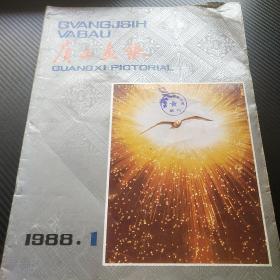 GVANGJSIH
VABAU
广西画报
GUANGXI PICTORIAL
1988.1